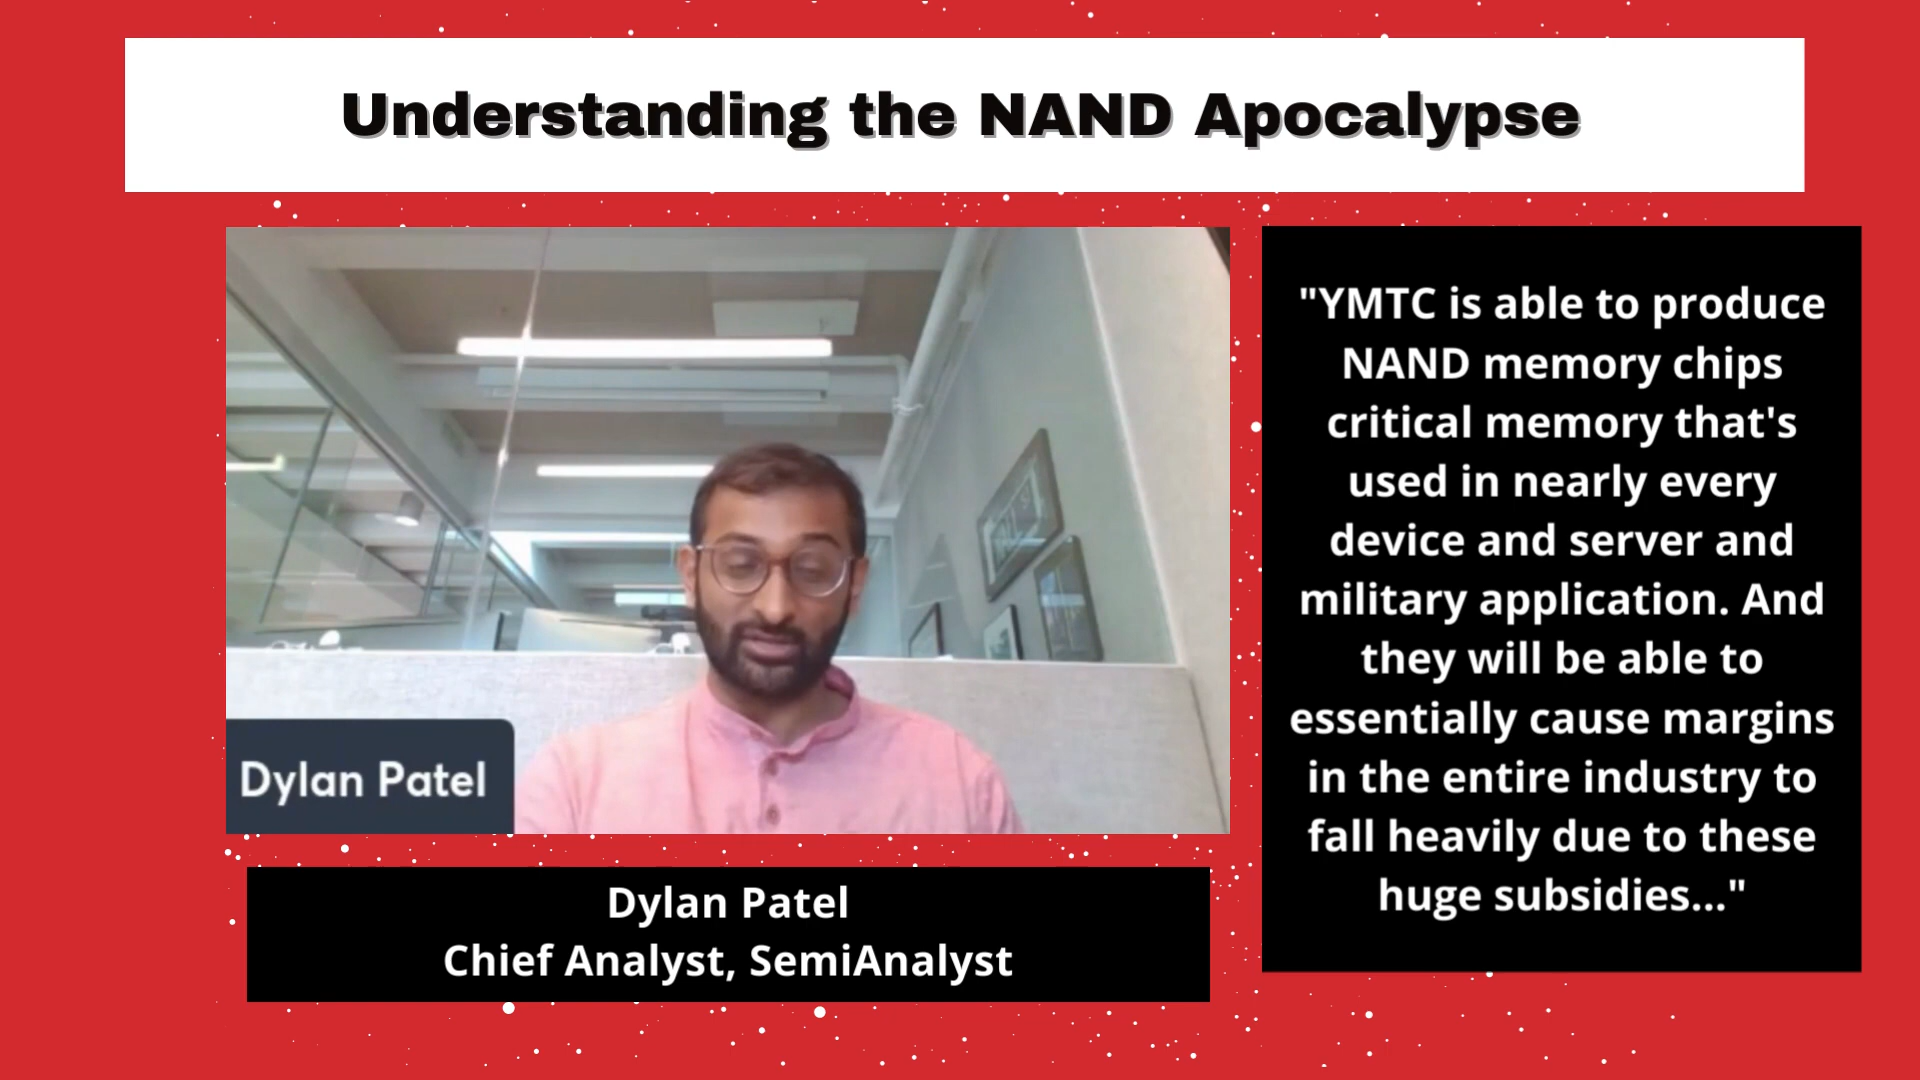 Understanding the NAND Apocalypse
Dylan Patel
Dylan Patel
Chief Analyst, SemiAnalyst
"YMTC is able to produce
NAND memory chips
critical memory that's
used in nearly every
device and server and
military application. And
they will be able to
essentially cause margins
in the entire industry to
fall heavily due to these
huge subsidies..."